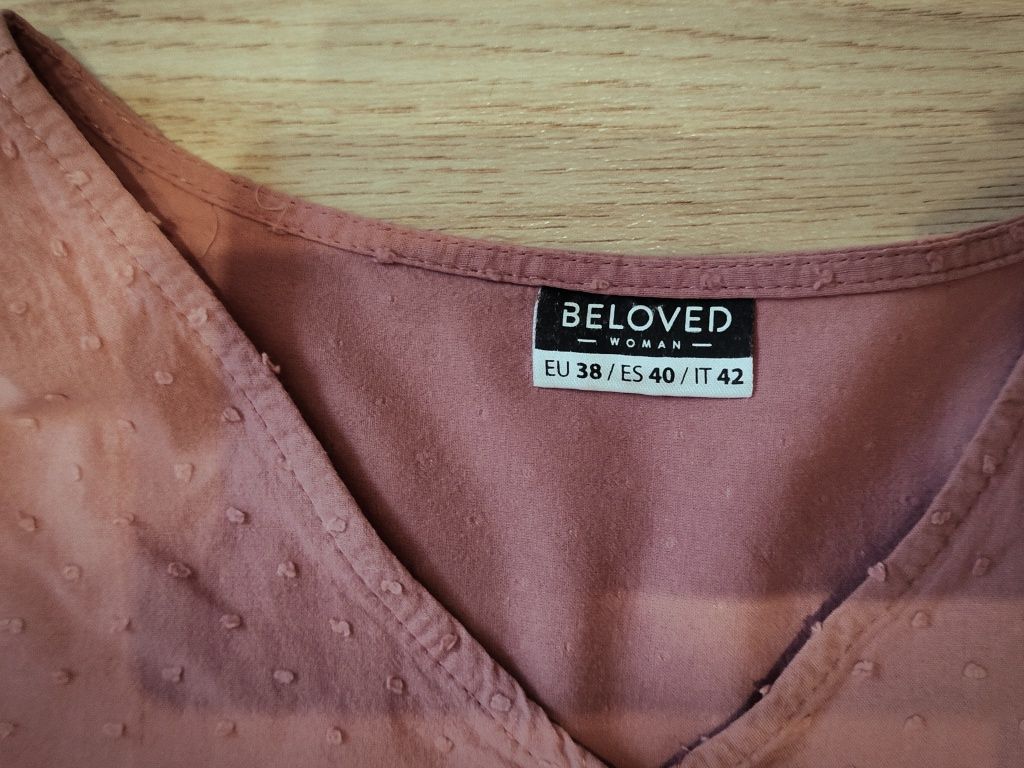 BELOVED
— WOMAN —
EU 38 / ES 40 / IT 42